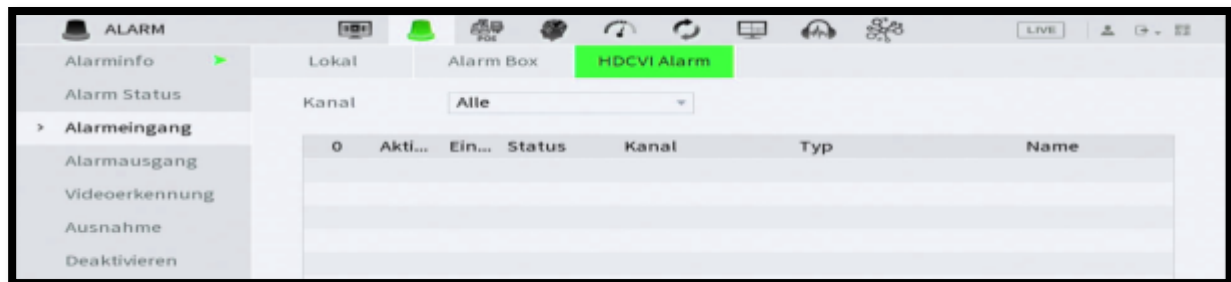 ALARM
POS
LIVE
Alarminfo
Lokal
Alarm Box
HDCVI Alarm
Alarm Status
Kanal
Alle
Alarmeingang
0 Akti... Ein... Status Kanal Typ Name
Alarmausgang
Videoerkennung
Ausnahme
Deaktivieren